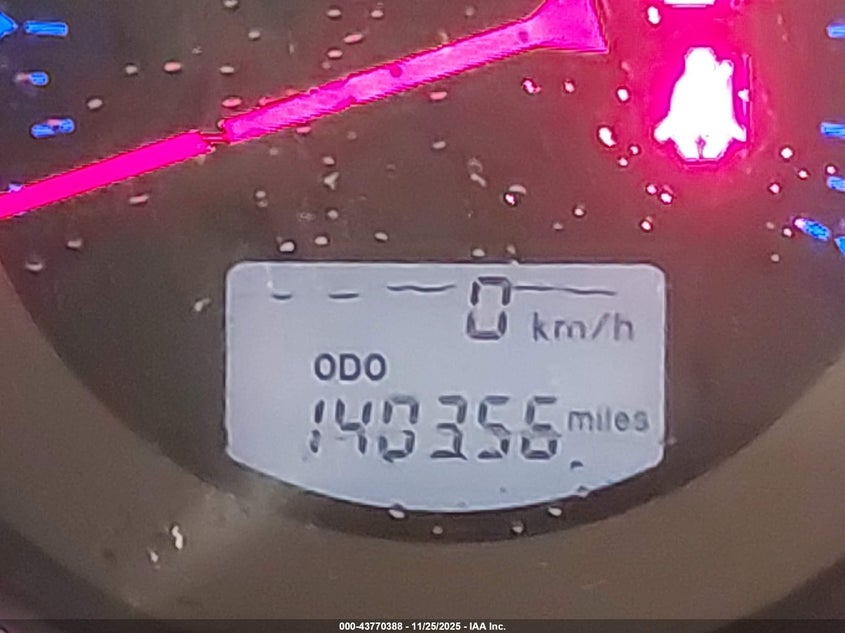 0 km/h
ODO
140356 miles
000-43770388 - 11/25/2025 - IAA Inc.